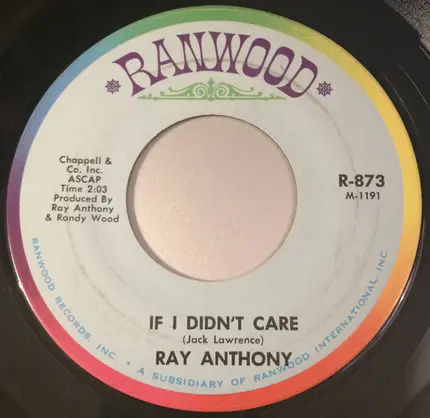 RANWOOD
Chappell &
Co. Inc.
ASCAP
Time 2:03
Produced By
Ray Anthony
& Randy Wood
R-873
M-1191
IF I DIDN'T CARE
(Jack Lawrence)
RAY ANTHONY
RANWOOD RECORDS, INC. • A SUBSIDIARY OF RANWOOD INTERNATIONAL, INC.